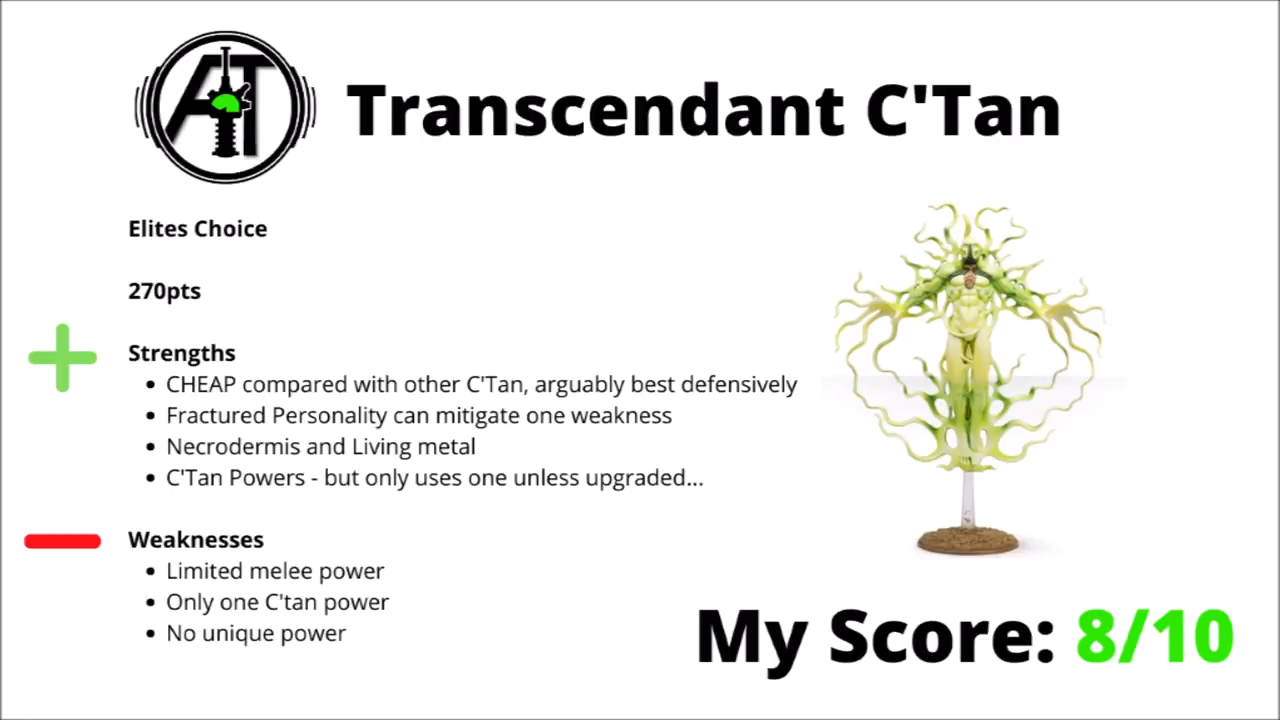 AT
Transcendant C'Tan
Elites Choice
270pts
Strengths
• CHEAP compared with other C'Tan, arguably best defensively
• Fractured Personality can mitigate one weakness
• Necrodermis and Living metal
• C'Tan Powers - but only uses one unless upgraded...
Weaknesses
• Limited melee power
• Only one C'tan power
• No unique power
My Score: 8/10